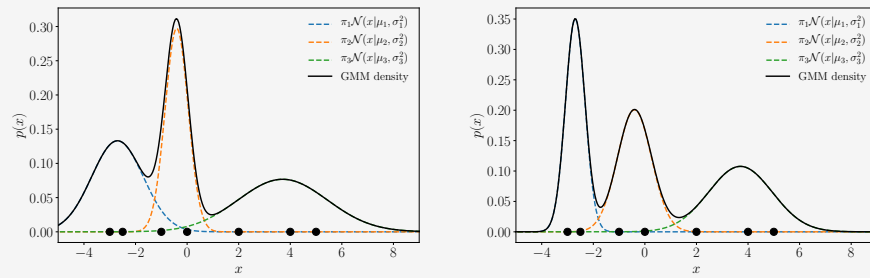 0.30
0.25
0.20
0.15
0.10
0.05
0.00
p(x)
−4 −2 0 2 4 6 8
x
π₁𝒩(x|μ₁, σ₁²)
π₂𝒩(x|μ₂, σ₂²)
π₃𝒩(x|μ₃, σ₃²)
GMM density
0.35
0.30
0.25
0.20
0.15
0.10
0.05
0.00
p(x)
−4 −2 0 2 4 6 8
x
π₁𝒩(x|μ₁, σ₁²)
π₂𝒩(x|μ₂, σ₂²)
π₃𝒩(x|μ₃, σ₃²)
GMM density